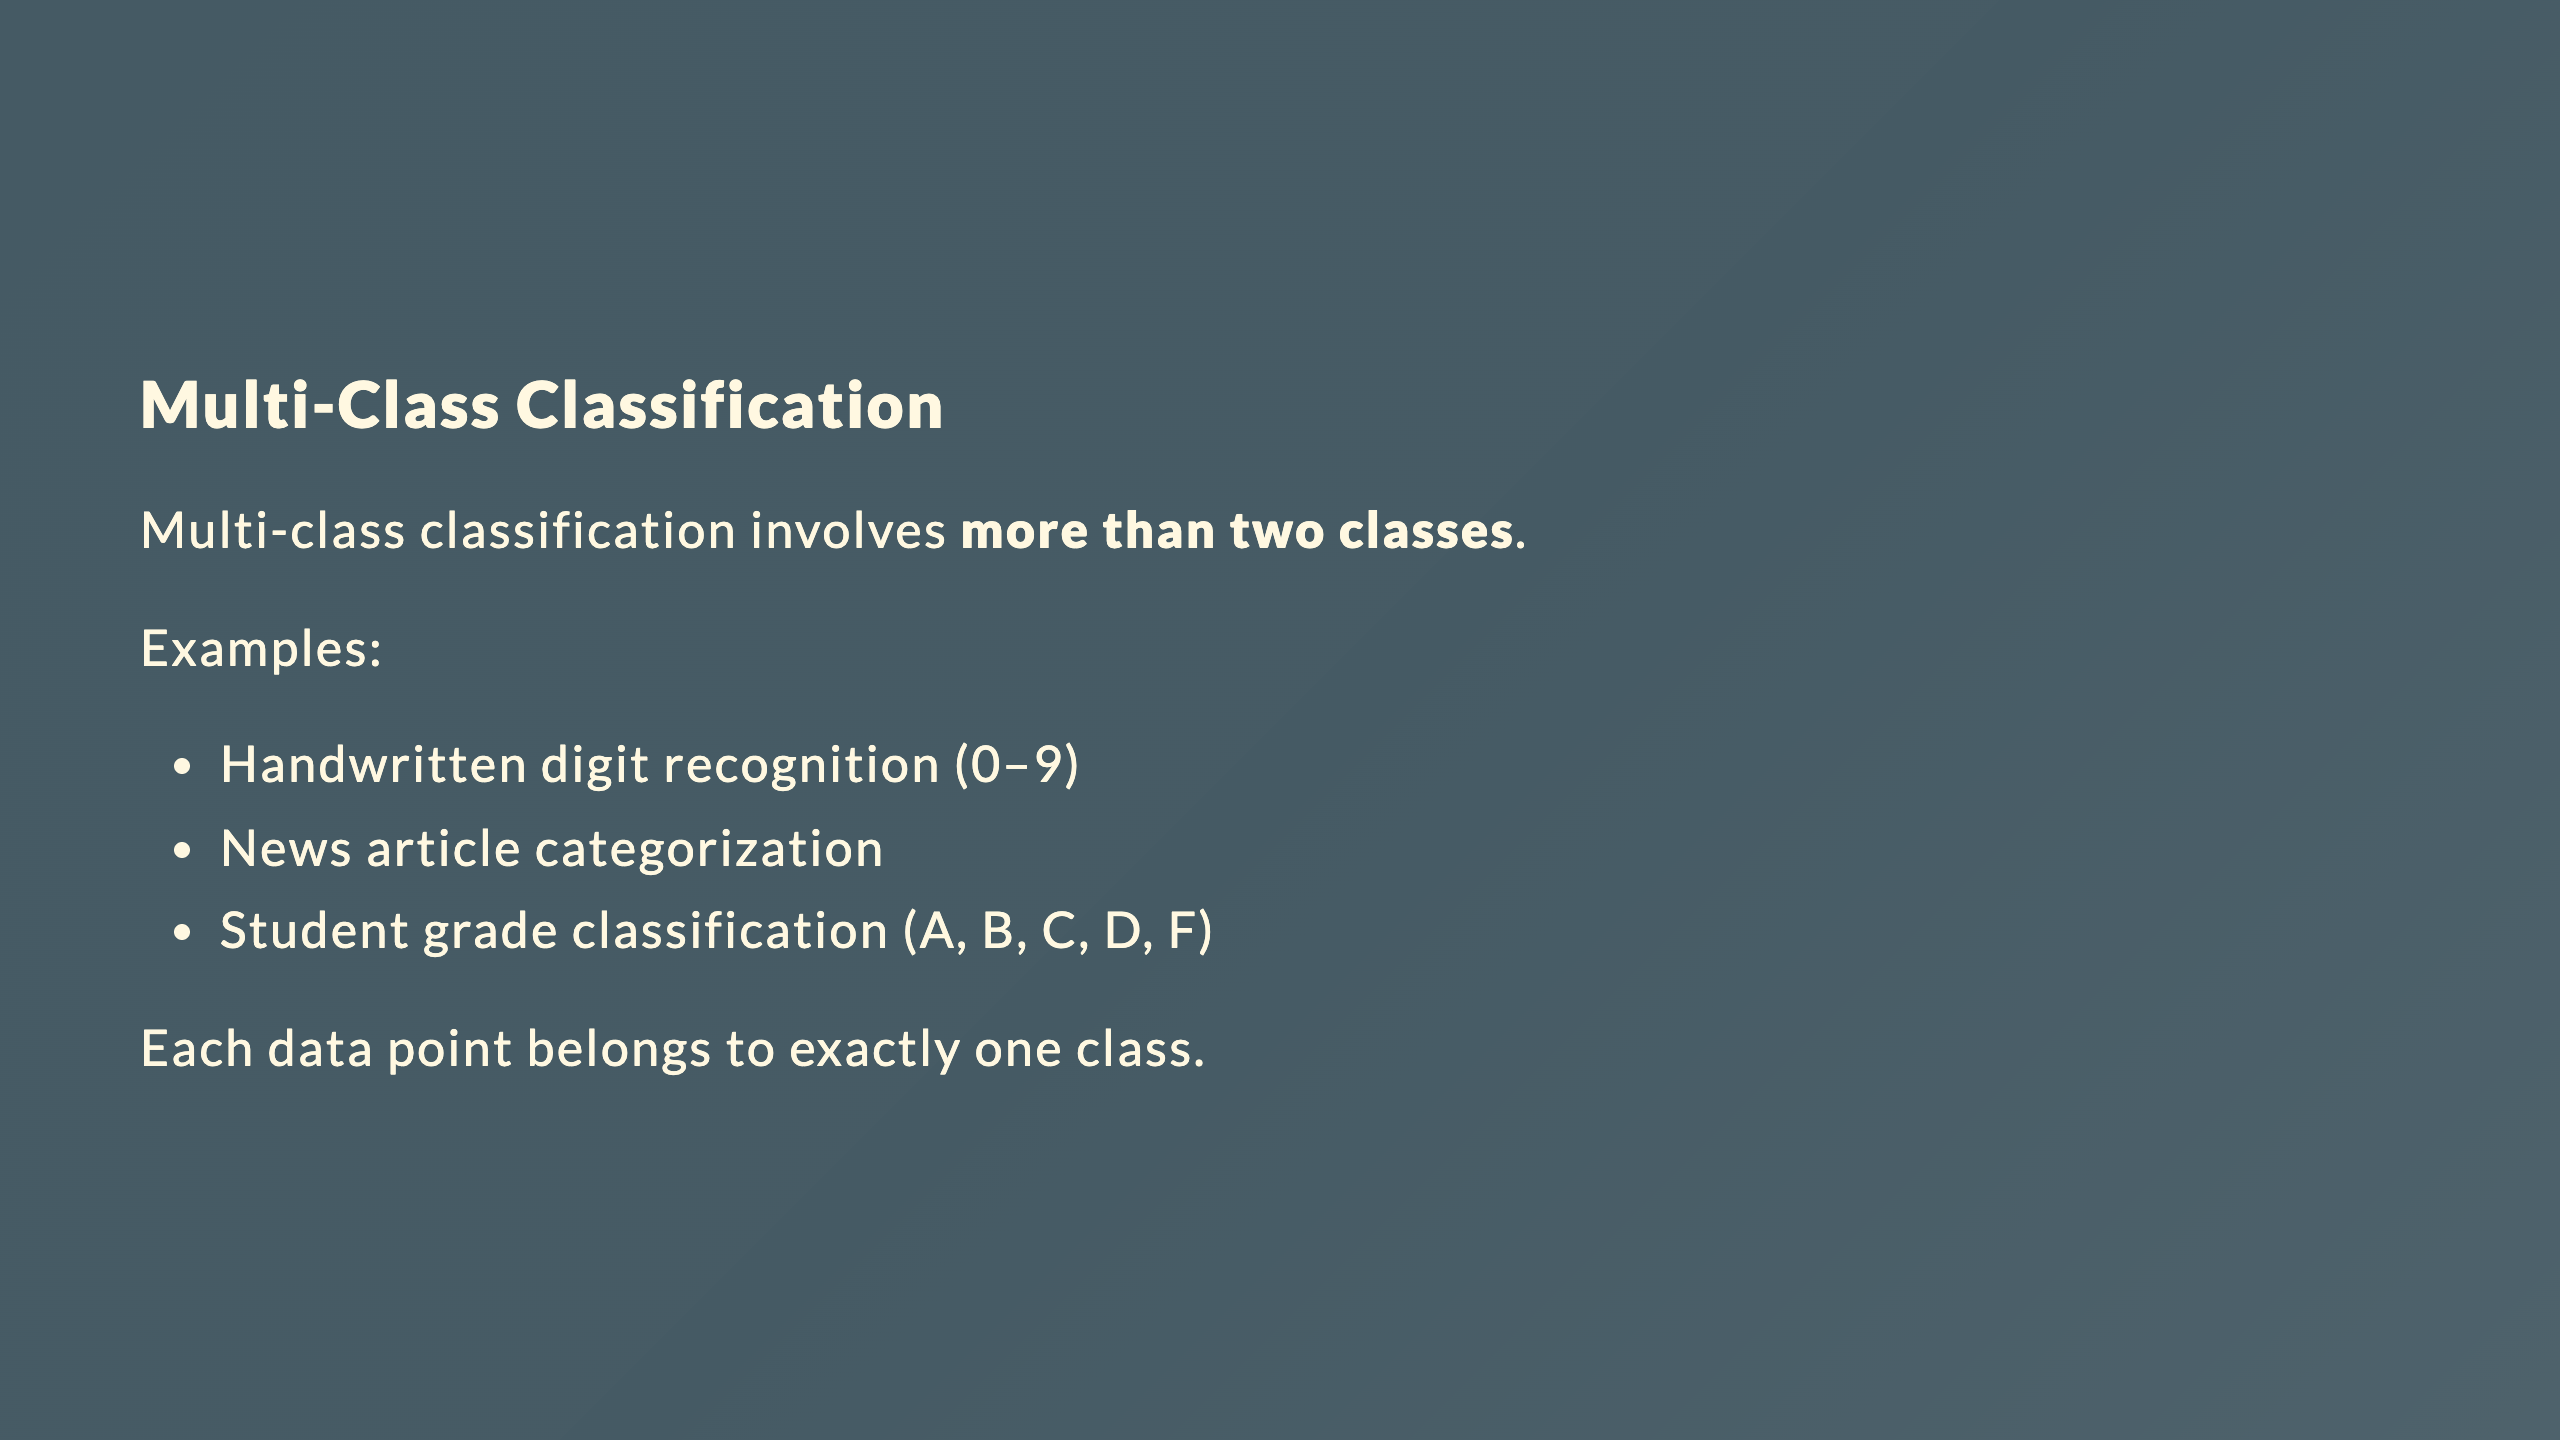 Multi-Class Classification
Multi-class classification involves more than two classes.
Examples:
• Handwritten digit recognition (0–9)
• News article categorization
• Student grade classification (A, B, C, D, F)
Each data point belongs to exactly one class.